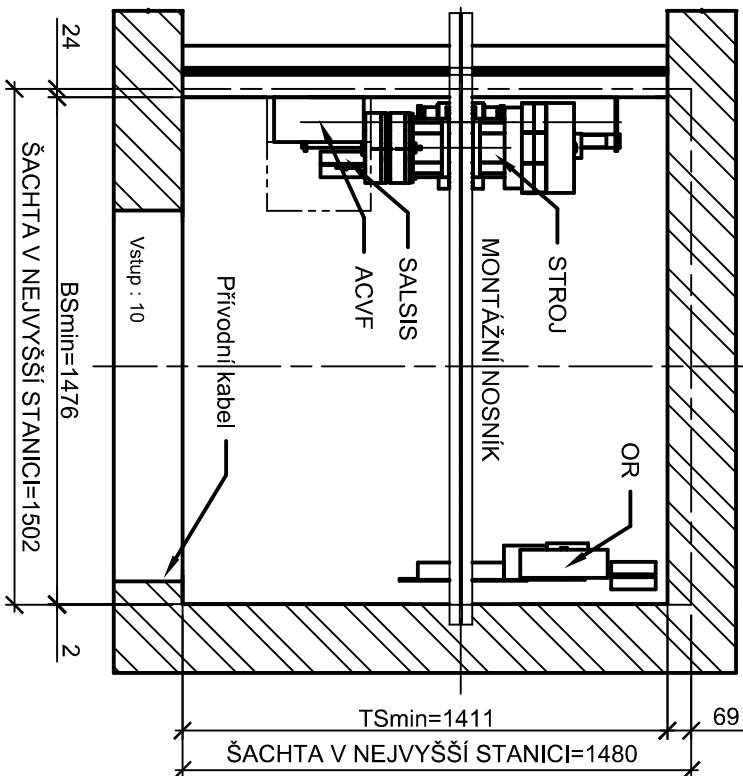 24
BSmin=1476
2
ŠACHTA V NEJVYŠŠÍ STANICI=1502
Vstup : 10
Přívodní kabel
ACVF
SALSIS
MONTÁŽNÍ NOSNÍK
STROJ
OR
TSmin=1411
69
ŠACHTA V NEJVYŠŠÍ STANICI=1480